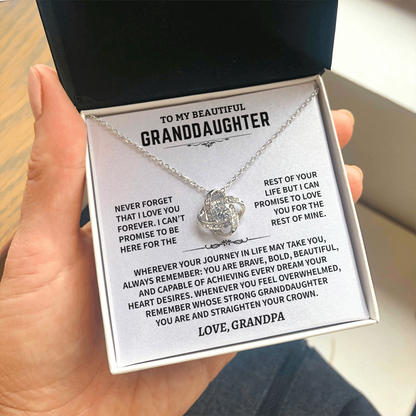 TO MY BEAUTIFUL
GRANDDAUGHTER
NEVER FORGET
THAT I LOVE YOU
FOREVER. I CAN'T
PROMISE TO BE
HERE FOR THE
REST OF YOUR
LIFE BUT I CAN
PROMISE TO LOVE
YOU FOR THE
REST OF MINE.
WHEREVER YOUR JOURNEY IN LIFE MAY TAKE YOU,
ALWAYS REMEMBER: YOU ARE BRAVE, BOLD, BEAUTIFUL,
AND CAPABLE OF ACHIEVING EVERY DREAM YOUR
HEART DESIRES. WHENEVER YOU FEEL OVERWHELMED,
REMEMBER WHOSE STRONG GRANDDAUGHTER
YOU ARE AND STRAIGHTEN YOUR CROWN.
LOVE, GRANDPA